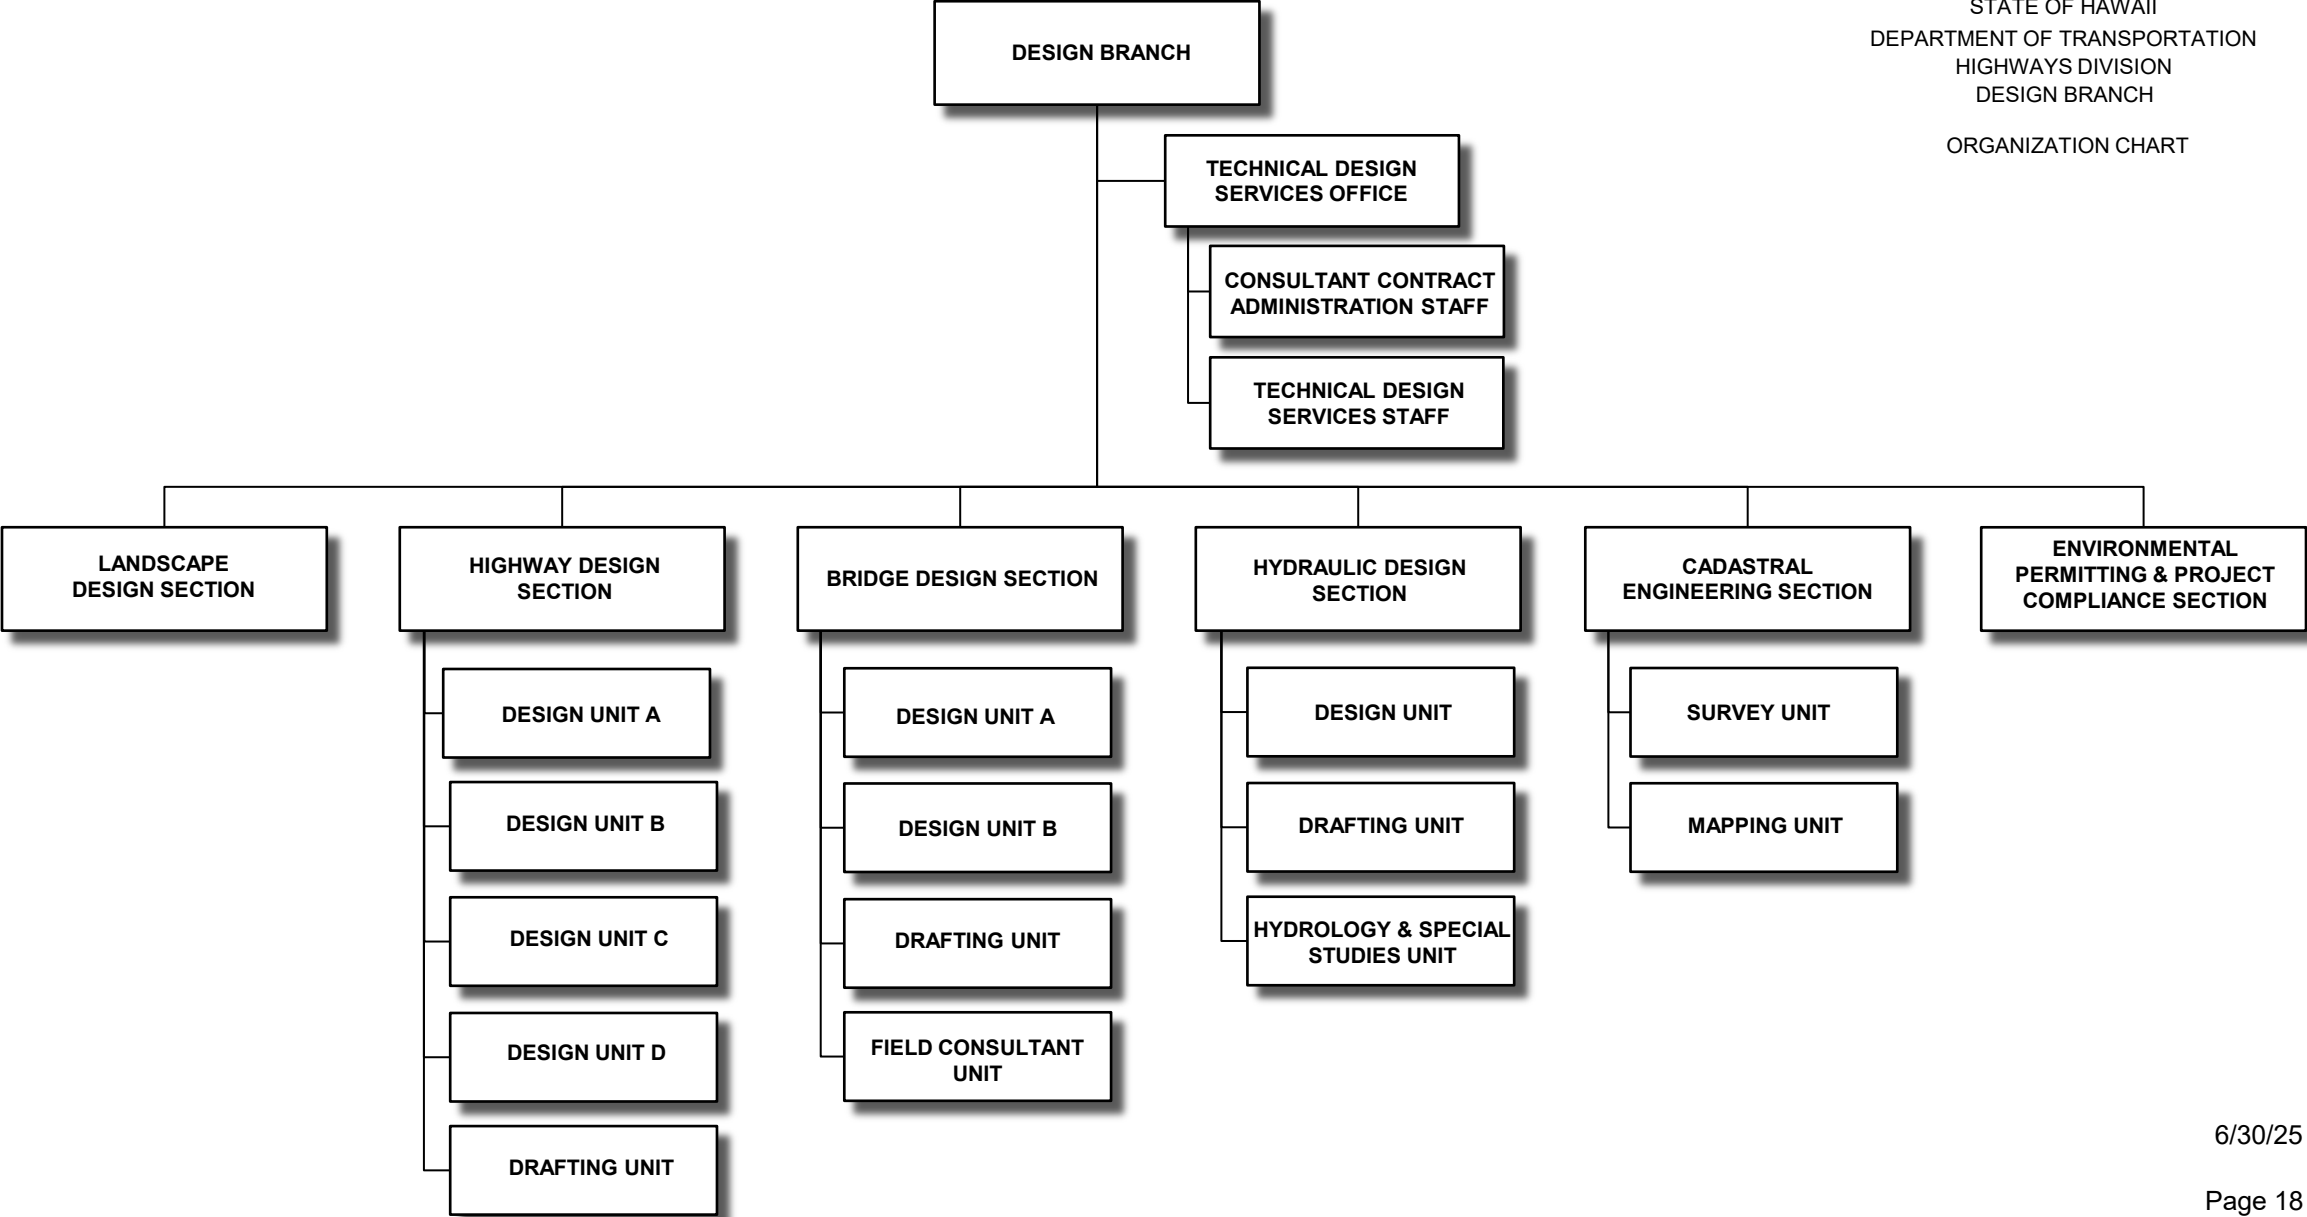 STATE OF HAWAII
DEPARTMENT OF TRANSPORTATION
HIGHWAYS DIVISION
DESIGN BRANCH
ORGANIZATION CHART
DESIGN BRANCH
TECHNICAL DESIGN
SERVICES OFFICE
CONSULTANT CONTRACT
ADMINISTRATION STAFF
TECHNICAL DESIGN
SERVICES STAFF
LANDSCAPE
DESIGN SECTION
HIGHWAY DESIGN
SECTION
DESIGN UNIT A
DESIGN UNIT B
DESIGN UNIT C
DESIGN UNIT D
DRAFTING UNIT
BRIDGE DESIGN SECTION
DESIGN UNIT A
DESIGN UNIT B
DRAFTING UNIT
FIELD CONSULTANT
UNIT
HYDRAULIC DESIGN
SECTION
DESIGN UNIT
DRAFTING UNIT
HYDROLOGY & SPECIAL
STUDIES UNIT
CADASTRAL
ENGINEERING SECTION
SURVEY UNIT
MAPPING UNIT
ENVIRONMENTAL
PERMITTING & PROJECT
COMPLIANCE SECTION
6/30/25
Page 18